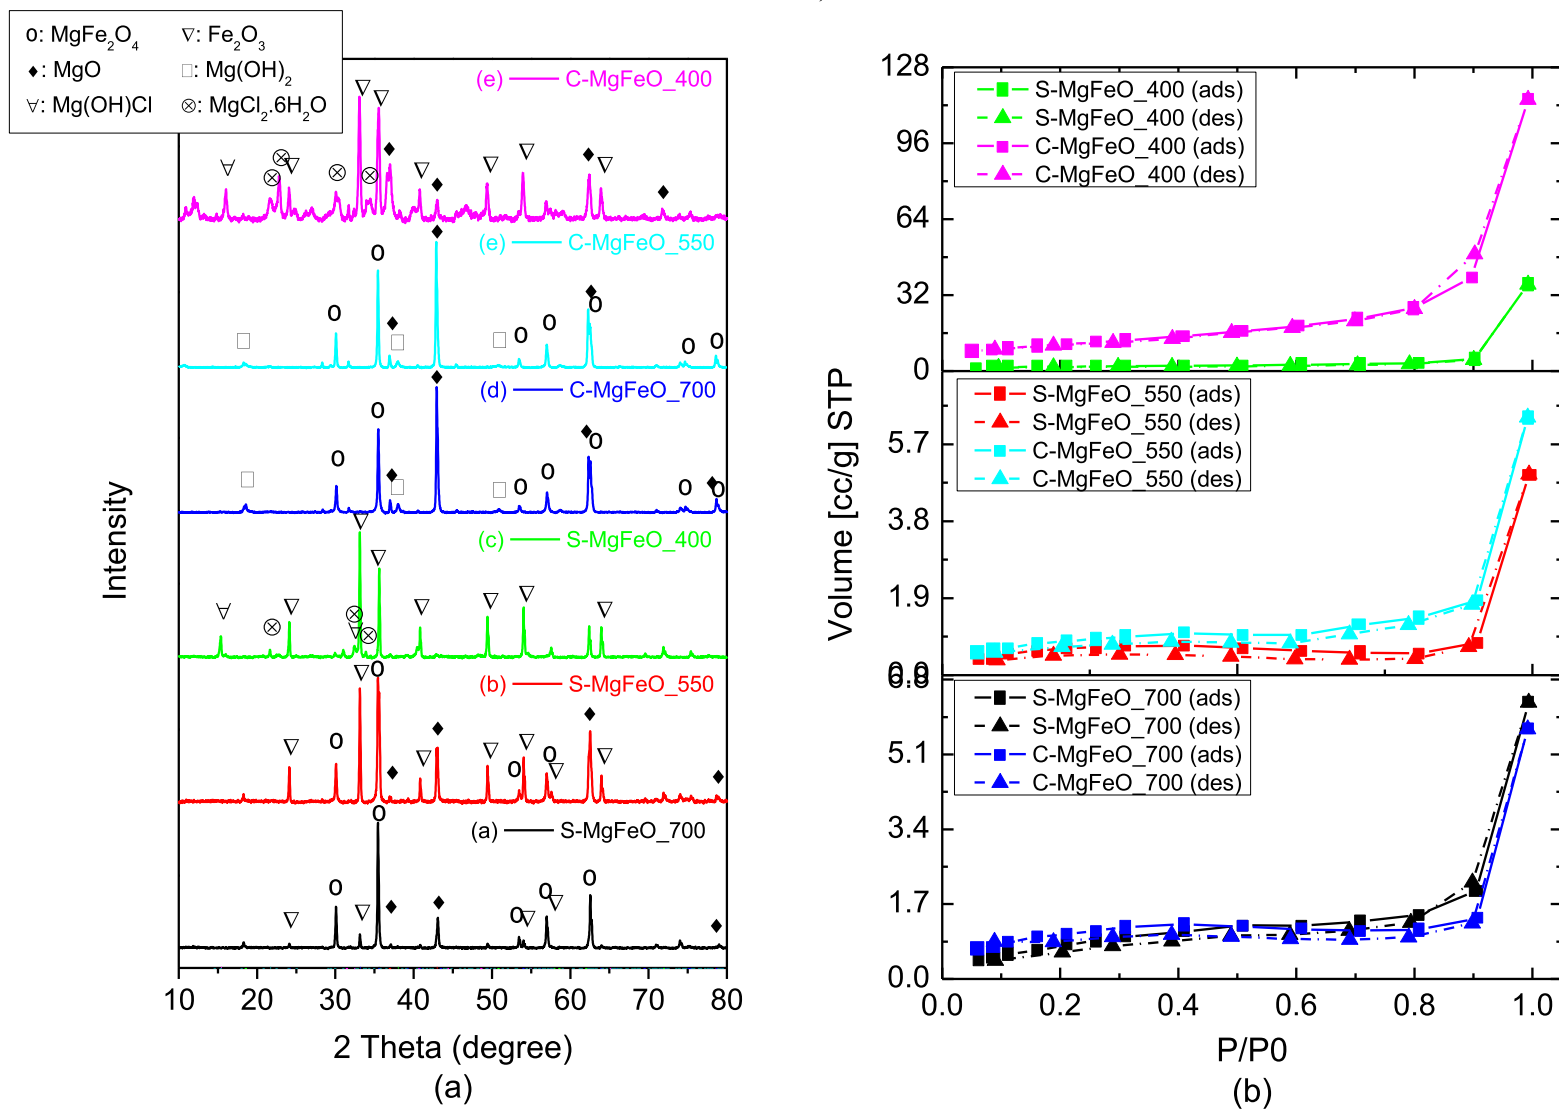 o: MgFe2O4 ▽: Fe2O3
♦: MgO □: Mg(OH)2
∀: Mg(OH)Cl ⊗: MgCl2.6H2O
(e) C-MgFeO_400
(e) C-MgFeO_550
(d) C-MgFeO_700
(c) S-MgFeO_400
(b) S-MgFeO_550
(a) S-MgFeO_700
Intensity
10 20 30 40 50 60 70 80
2 Theta (degree)
(a)
128
96
64
32
0
S-MgFeO_400 (ads)
S-MgFeO_400 (des)
C-MgFeO_400 (ads)
C-MgFeO_400 (des)
5.7
3.8
1.9
0.0
S-MgFeO_550 (ads)
S-MgFeO_550 (des)
C-MgFeO_550 (ads)
C-MgFeO_550 (des)
6.8
5.1
3.4
1.7
0.0
S-MgFeO_700 (ads)
S-MgFeO_700 (des)
C-MgFeO_700 (ads)
C-MgFeO_700 (des)
Volume [cc/g] STP
0.0 0.2 0.4 0.6 0.8 1.0
P/P0
(b)